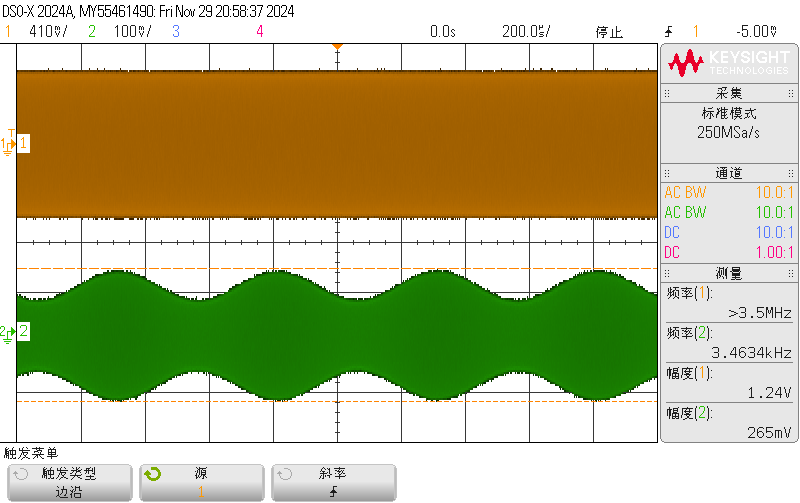 DSO-X 2024A, MY55461490: Fri Nov 29 20:58:37 2024
1 410mV/ 2 100mV/ 3 4 0.0s 200.0us/ 停止 1 -5.00V
KEYSIGHT
TECHNOLOGIES
采集
标准模式
250MSa/s
通道
AC BW 10.0:1
AC BW 10.0:1
DC 10.0:1
DC 1.00:1
测量
频率(1):
>3.5MHz
频率(2):
3.4634kHz
幅度(1):
1.24V
幅度(2):
265mV
T
1 1
2 2
触发菜单
触发类型
边沿
源
1
斜率